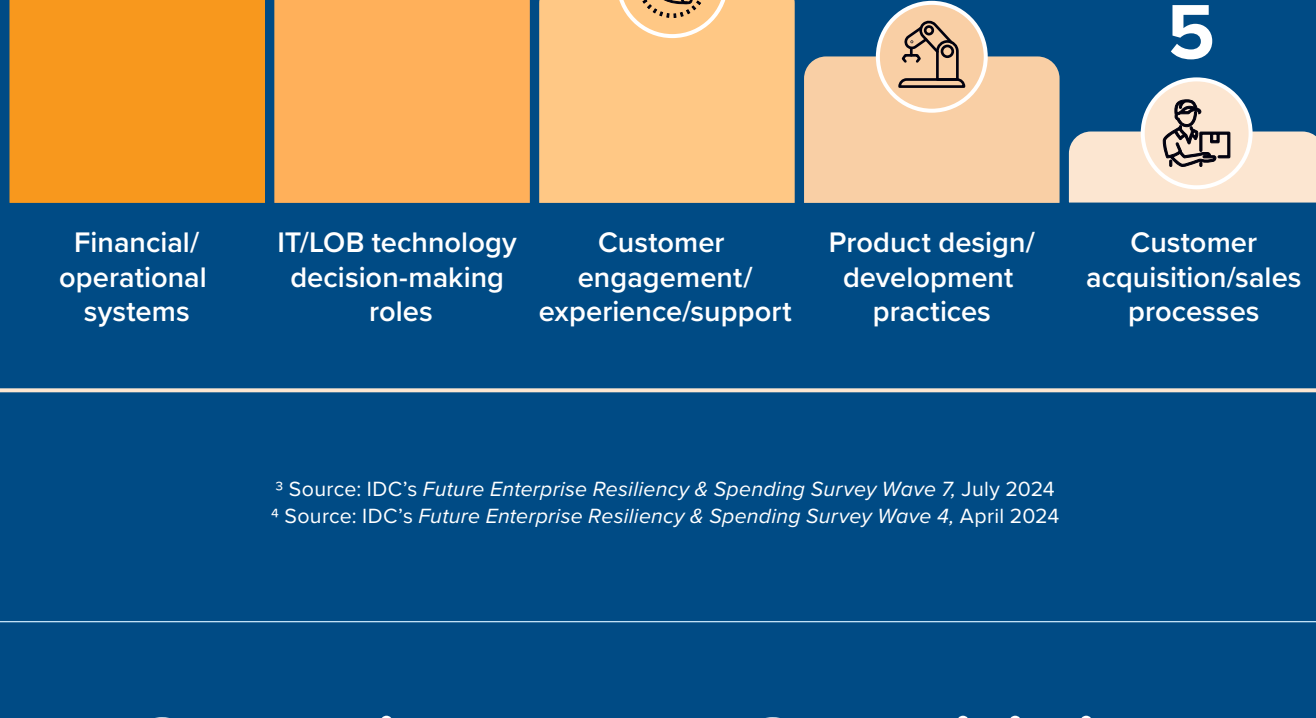 5
Financial/
operational
systems
IT/LOB technology
decision-making
roles
Customer
engagement/
experience/support
Product design/
development
practices
Customer
acquisition/sales
processes
³ Source: IDC's Future Enterprise Resiliency & Spending Survey Wave 7, July 2024
⁴ Source: IDC's Future Enterprise Resiliency & Spending Survey Wave 4, April 2024